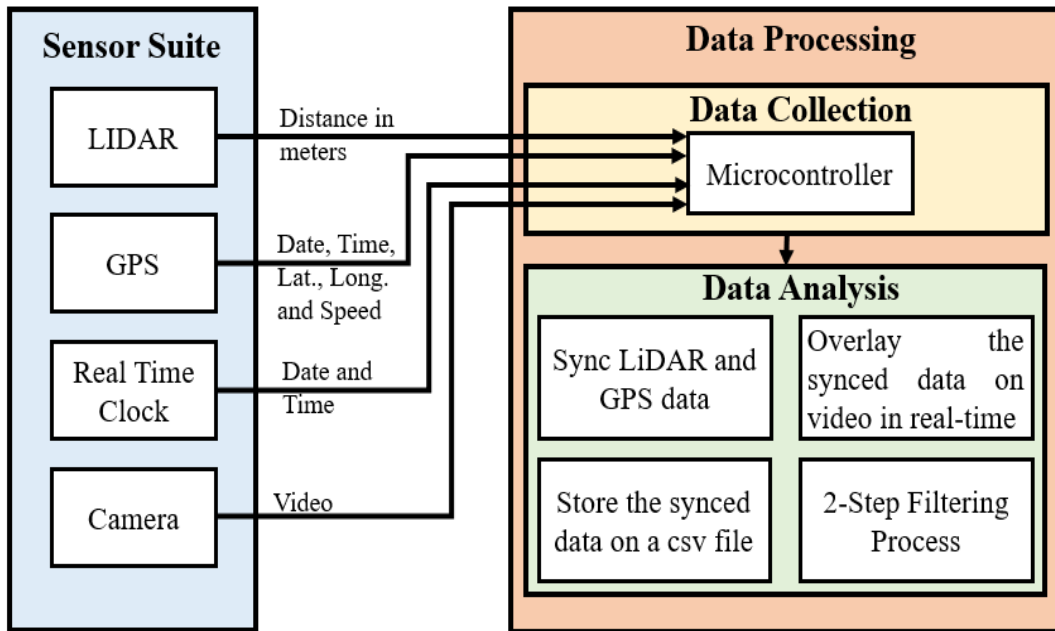 Sensor Suite
LIDAR
GPS
Real Time
Clock
Camera
Distance in
meters
Date, Time,
Lat., Long.
and Speed
Date and
Time
Video
Data Processing
Data Collection
Microcontroller
Data Analysis
Sync LiDAR and
GPS data
Overlay the
synced data on
video in real-time
Store the synced
data on a csv file
2-Step Filtering
Process